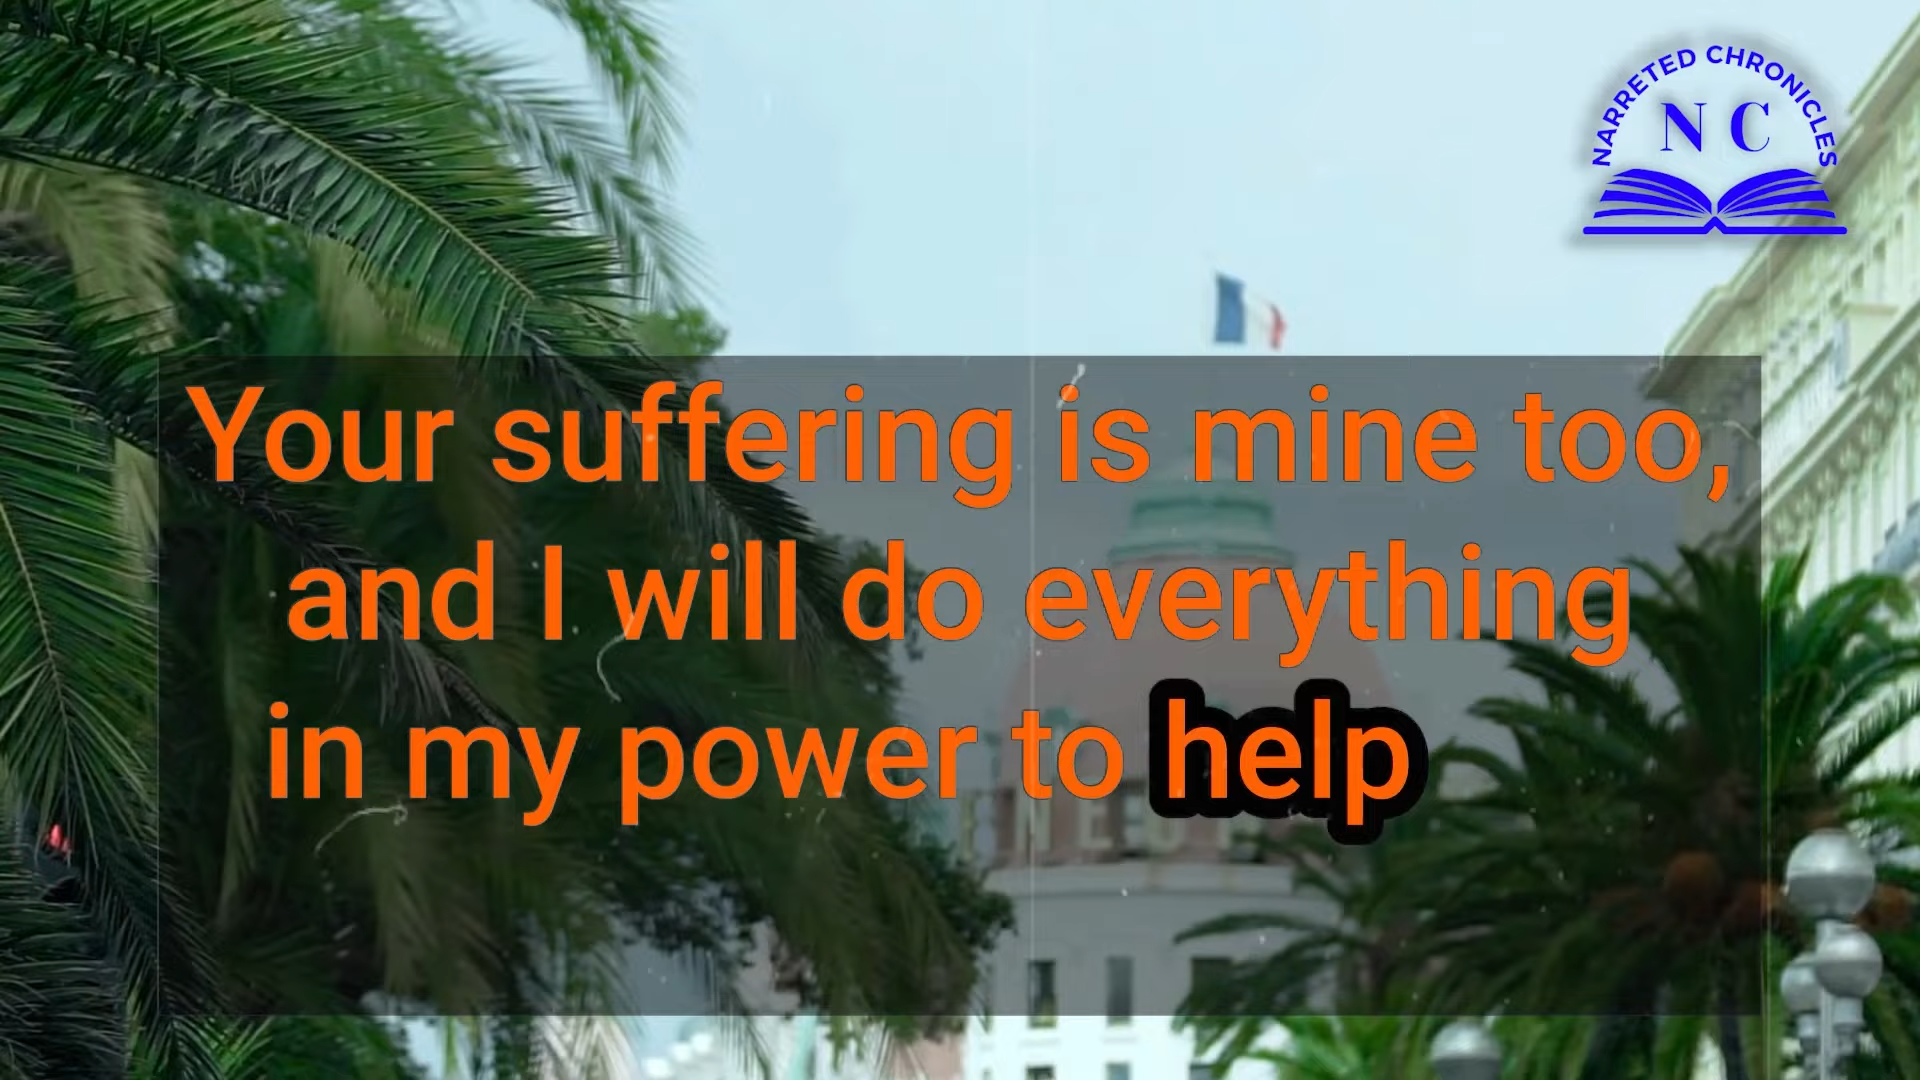 NARRETED CHRONICLES
N C
Your suffering is mine too,
and I will do everything
in my power to help